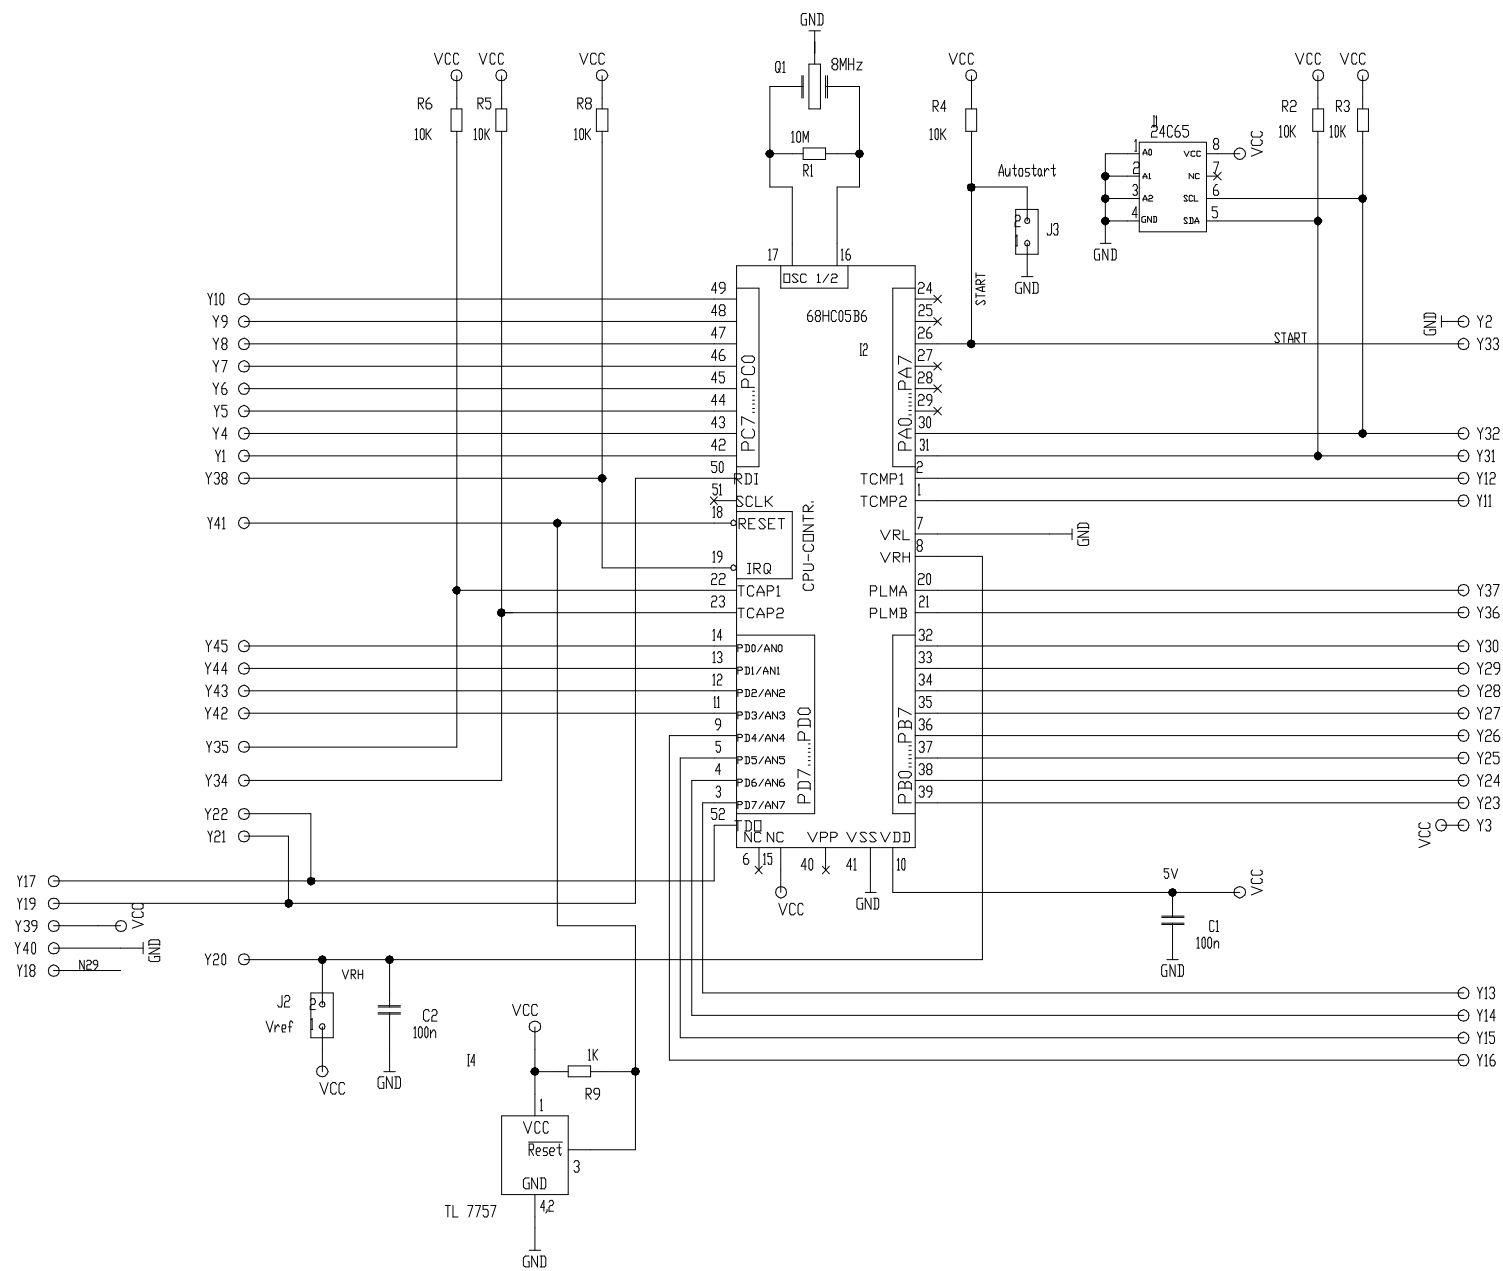 GND
VCC VCC VCC VCC VCC VCC
Q1 8MHz
R6 R5 R8 R4 R2 R3
10K 10K 10K 10K 10K 10K
10M
R1
24C65
1 A0 VCC 8 VCC
2 A1 NC 7
3 A2 SCL 6
4 GND SDA 5
GND
Autostart
2
1
J3
GND
START
17 16
OSC 1/2
68HC05B6
I2
CPU-CONTR.
Y10 49
Y9 48
Y8 47
Y7 46
Y6 45
Y5 44
Y4 43
Y1 42
PC7......PC0
Y38 50 RDI
51 SCLK
Y41 18 RESET
19 IRQ
22 TCAP1
23 TCAP2
Y45 14 PD0/AN0
Y44 13 PD1/AN1
Y43 12 PD2/AN2
Y42 11 PD3/AN3
9 PD4/AN4
5 PD5/AN5
4 PD6/AN6
3 PD7/AN7
PD7......PD0
Y35
Y34
Y22
Y21
52 TDO
24
25
26 START
27
28
29
30 Y32
31 Y31
PA0......PA7
GND Y2
Y33
TCMP1 2 Y12
TCMP2 1 Y11
VRL 7 GND
VRH 8
PLMA 20 Y37
PLMB 21 Y36
32 Y30
33 Y29
34 Y28
35 Y27
36 Y26
37 Y25
38 Y24
39 Y23
PB0......PB7
VCC Y3
NC NC VPP VSS VDD
6 15 40 41 10
VCC GND
5V VCC
C1
100n
GND
Y17
Y19
Y39 VCC
Y40 GND
Y18 N29
Y20
VRH
J2
Vref
2
1
VCC
C2
100n
GND
Y13
Y14
Y15
Y16
VCC
I4
1K
R9
1
VCC
Reset
3
GND
4,2
TL 7757
GND